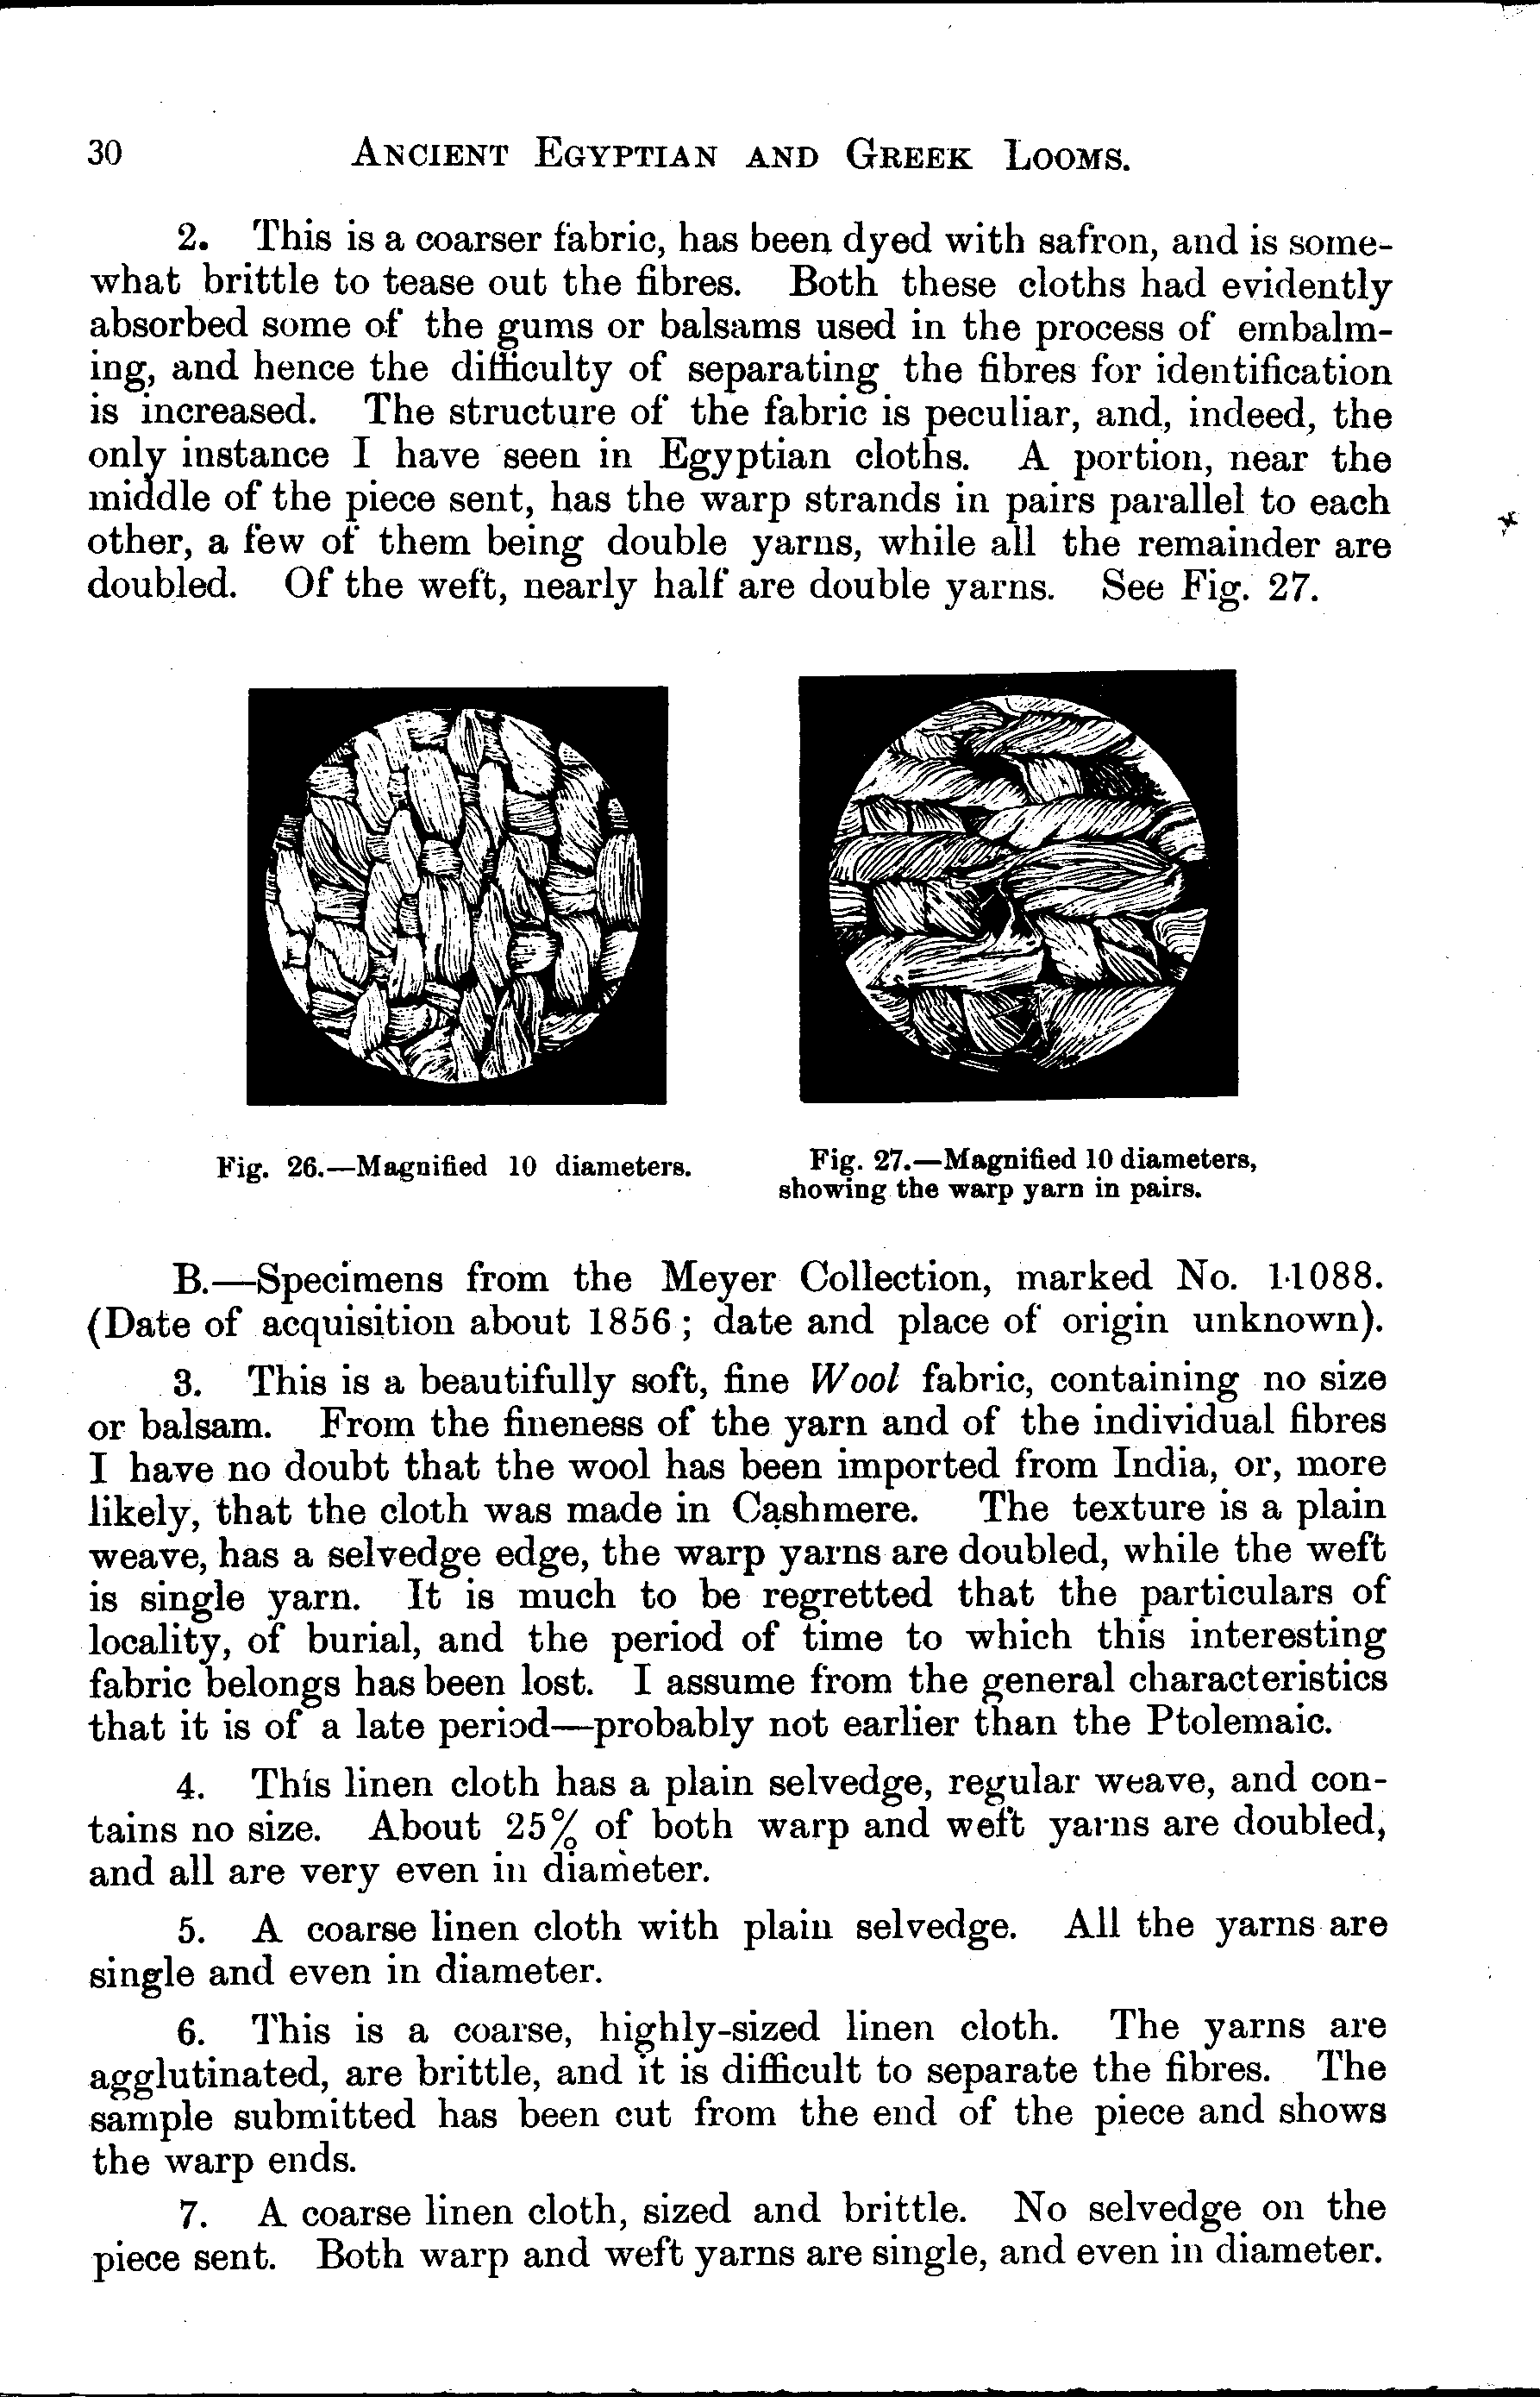 30 ANCIENT EGYPTIAN AND GREEK LOOMS.
2. This is a coarser fabric, has been dyed with safron, and is some-
what brittle to tease out the fibres. Both these cloths had evidently
absorbed some of the gums or balsams used in the process of embalm-
ing, and hence the difficulty of separating the fibres for identification
is increased. The structure of the fabric is peculiar, and, indeed, the
only instance I have seen in Egyptian cloths. A portion, near the
middle of the piece sent, has the warp strands in pairs parallel to each
other, a few of them being double yarns, while all the remainder are
doubled. Of the weft, nearly half are double yarns. See Fig. 27.
Fig. 26.—Magnified 10 diameters.
Fig. 27.—Magnified 10 diameters,
showing the warp yarn in pairs.
B.—Specimens from the Meyer Collection, marked No. 11088.
(Date of acquisition about 1856; date and place of origin unknown).
3. This is a beautifully soft, fine Wool fabric, containing no size
or balsam. From the fineness of the yarn and of the individual fibres
I have no doubt that the wool has been imported from India, or, more
likely, that the cloth was made in Cashmere. The texture is a plain
weave, has a selvedge edge, the warp yarns are doubled, while the weft
is single yarn. It is much to be regretted that the particulars of
locality, of burial, and the period of time to which this interesting
fabric belongs has been lost. I assume from the general characteristics
that it is of a late period—probably not earlier than the Ptolemaic.
4. This linen cloth has a plain selvedge, regular weave, and con-
tains no size. About 25% of both warp and weft yarns are doubled,
and all are very even in diameter.
5. A coarse linen cloth with plain selvedge. All the yarns are
single and even in diameter.
6. This is a coarse, highly-sized linen cloth. The yarns are
agglutinated, are brittle, and it is difficult to separate the fibres. The
sample submitted has been cut from the end of the piece and shows
the warp ends.
7. A coarse linen cloth, sized and brittle. No selvedge on the
piece sent. Both warp and weft yarns are single, and even in diameter.